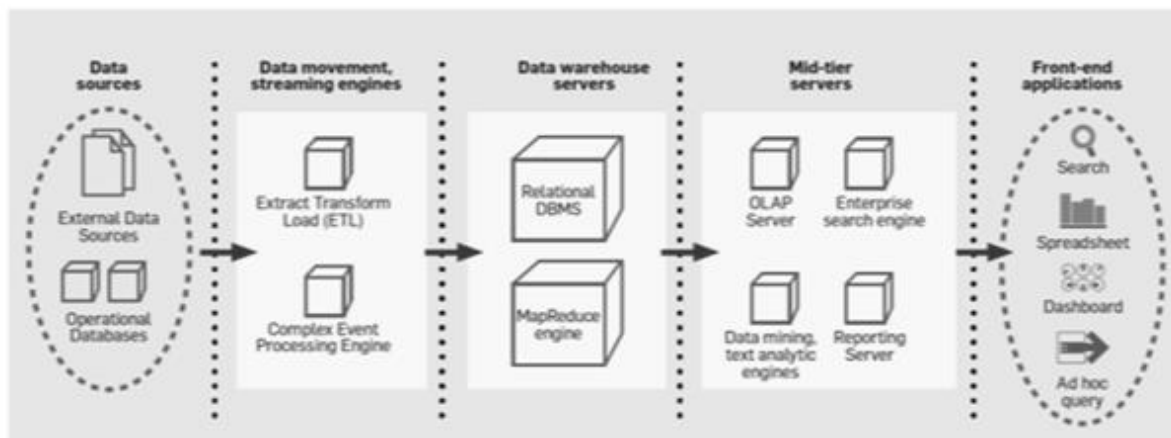 Data
sources
Data movement,
streaming engines
Data warehouse
servers
Mid-tier
servers
Front-end
applications
External Data
Sources
Operational
Databases
Extract Transform
Load (ETL)
Complex Event
Processing Engine
Relational
DBMS
MapReduce
engine
OLAP
Server
Enterprise
search engine
Data mining,
text analytic
engines
Reporting
Server
Search
Spreadsheet
Dashboard
Ad hoc
query